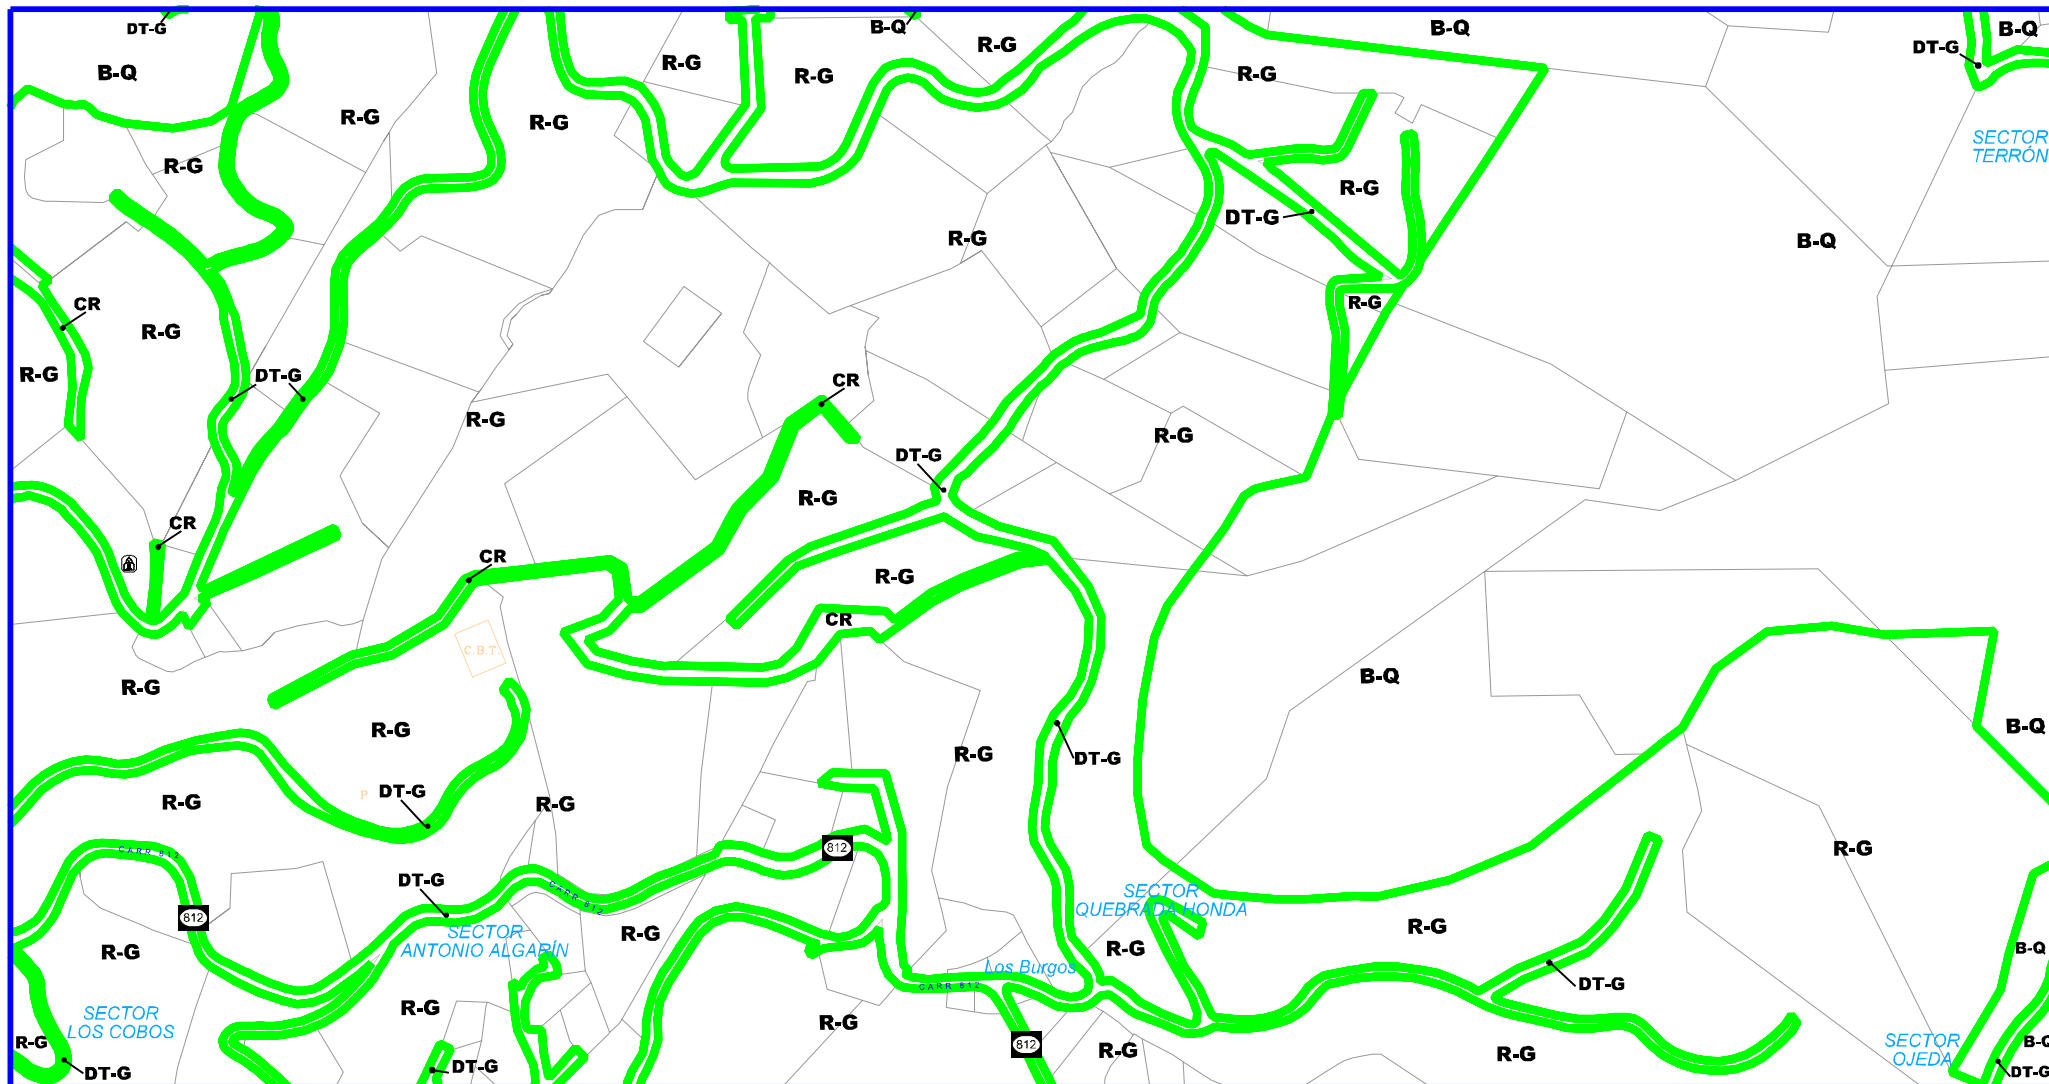 DT-G
B-Q
R-G
B-Q
R-G
R-G
B-Q
R-G
B-Q
DT-G
R-G
R-G
R-G
SECTOR
TERRÓN
R-G
R-G
DT-G
R-G
B-Q
CR
R-G
R-G
R-G
DT-G
CR
R-G
R-G
DT-G
R-G
CR
CR
R-G
CR
C.B.T.
R-G
B-Q
R-G
R-G
DT-G
B-Q
DT-G
P
R-G
R-G
812
CARR 812
R-G
DT-G
CARR 812
SECTOR
QUEBRADA HONDA
812
R-G
SECTOR
ANTONIO ALGARÍN
R-G
R-G
R-G
B-Q
Los Burgos
DT-G
CARR 812
R-G
SECTOR
LOS COBOS
R-G
R-G
812
R-G
R-G
SECTOR
OJEDA
B-Q
DT-G
DT-G
DT-G